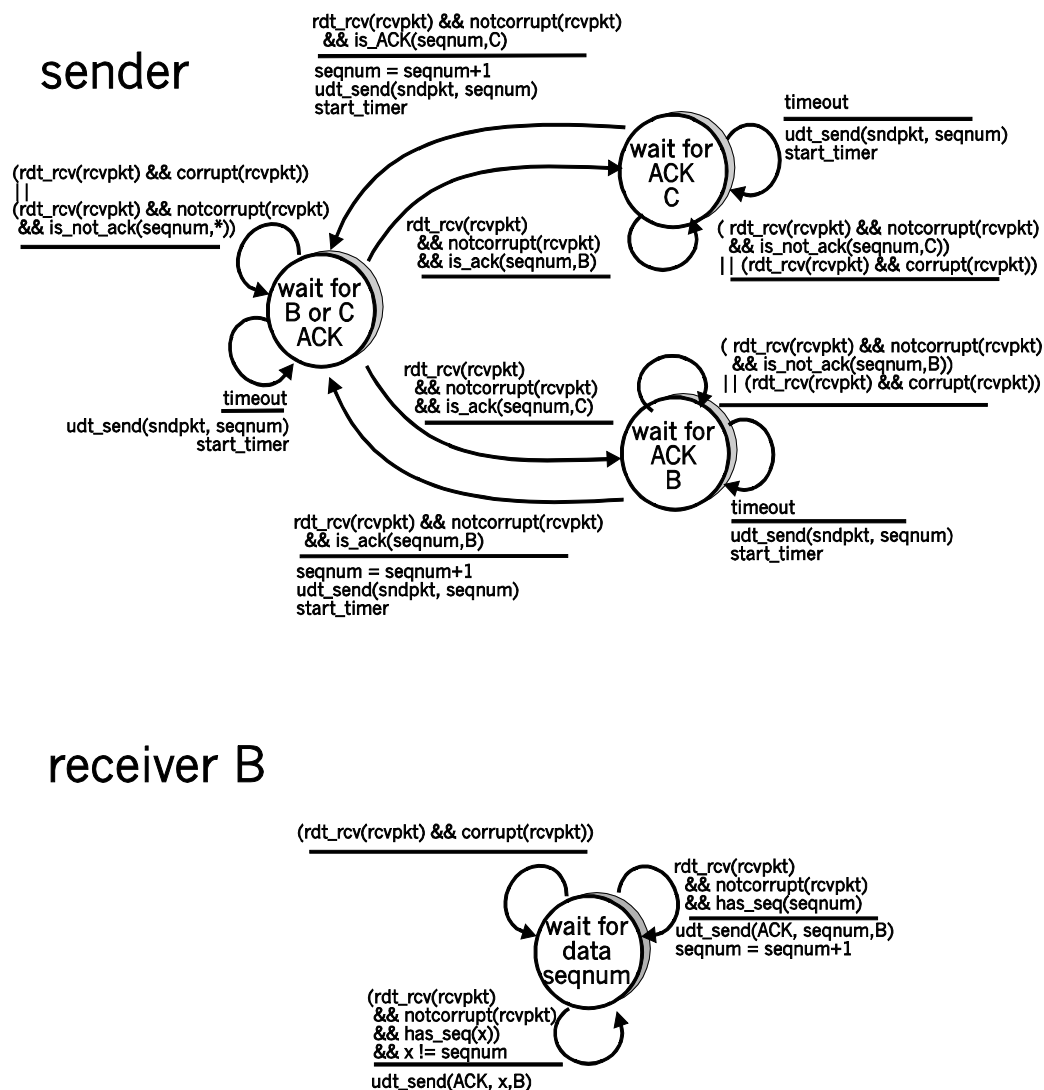 sender
rdt_rcv(rcvpkt) && notcorrupt(rcvpkt)
&& is_ACK(seqnum,C)
seqnum = seqnum+1
udt_send(sndpkt, seqnum)
start_timer
timeout
udt_send(sndpkt, seqnum)
start_timer
wait for
ACK
C
(rdt_rcv(rcvpkt) && corrupt(rcvpkt))
||
(rdt_rcv(rcvpkt) && notcorrupt(rcvpkt)
&& is_not_ack(seqnum,*))
rdt_rcv(rcvpkt)
&& notcorrupt(rcvpkt)
&& is_ack(seqnum,B)
( rdt_rcv(rcvpkt) && notcorrupt(rcvpkt)
&& is_not_ack(seqnum,C))
|| (rdt_rcv(rcvpkt) && corrupt(rcvpkt))
wait for
B or C
ACK
timeout
udt_send(sndpkt, seqnum)
start_timer
rdt_rcv(rcvpkt)
&& notcorrupt(rcvpkt)
&& is_ack(seqnum,C)
( rdt_rcv(rcvpkt) && notcorrupt(rcvpkt)
&& is_not_ack(seqnum,B))
|| (rdt_rcv(rcvpkt) && corrupt(rcvpkt))
wait for
ACK
B
timeout
udt_send(sndpkt, seqnum)
start_timer
rdt_rcv(rcvpkt) && notcorrupt(rcvpkt)
&& is_ack(seqnum,B)
seqnum = seqnum+1
udt_send(sndpkt, seqnum)
start_timer
receiver B
(rdt_rcv(rcvpkt) && corrupt(rcvpkt))
rdt_rcv(rcvpkt)
&& notcorrupt(rcvpkt)
&& has_seq(seqnum)
udt_send(ACK, seqnum,B)
seqnum = seqnum+1
wait for
data
seqnum
(rdt_rcv(rcvpkt)
&& notcorrupt(rcvpkt)
&& has_seq(x))
&& x != seqnum
udt_send(ACK, x,B)